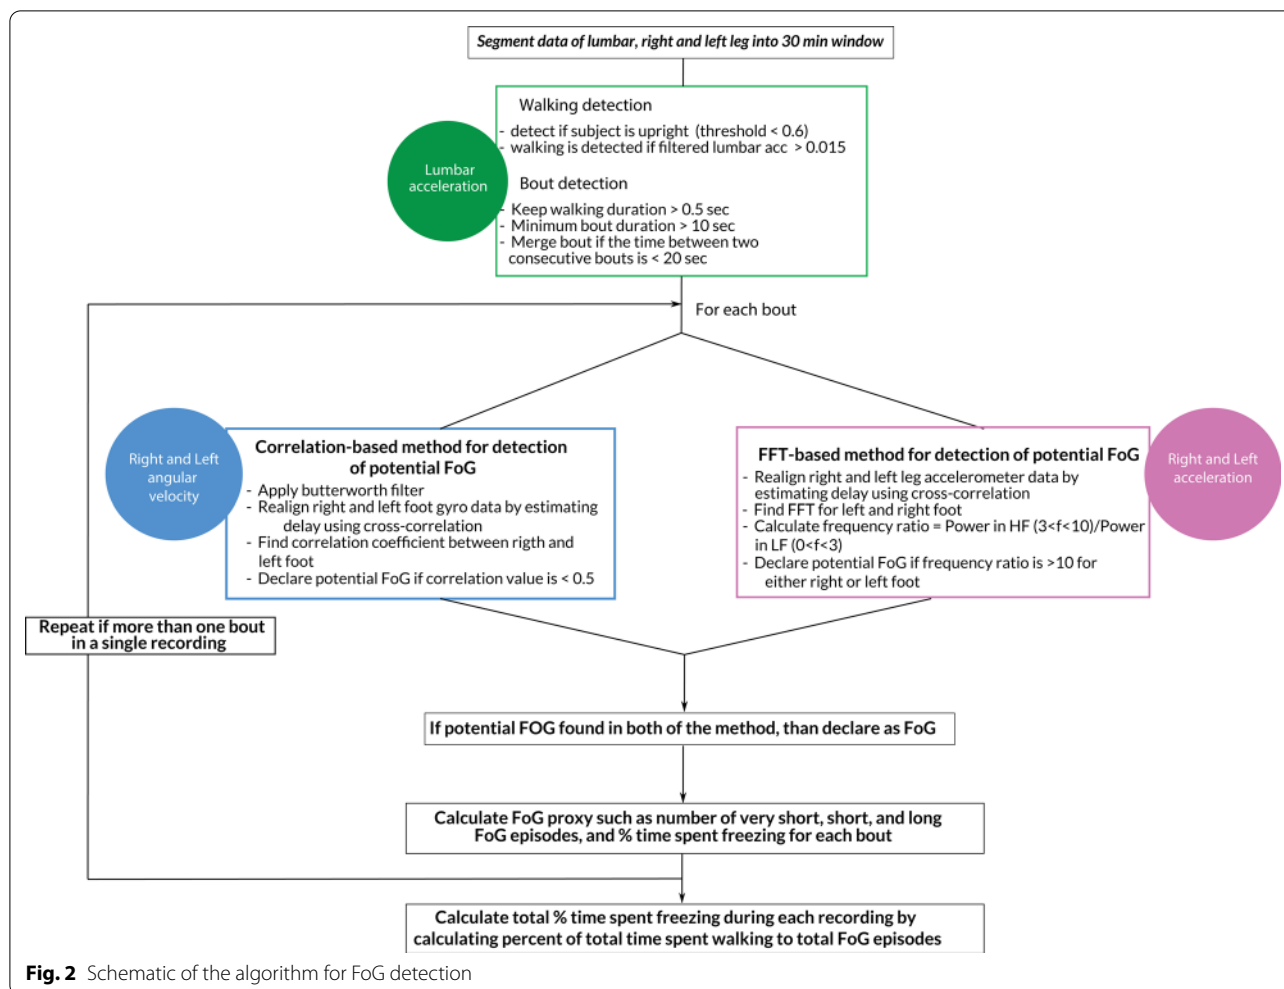 Segment data of lumbar, right and left leg into 30 min window
Walking detection
- detect if subject is upright (threshold < 0.6)
- walking is detected if filtered lumbar acc > 0.015
Lumbar
acceleration
Bout detection
- Keep walking duration > 0.5 sec
- Minimum bout duration > 10 sec
- Merge bout if the time between two
consecutive bouts is < 20 sec
For each bout
Right and Left
angular
velocity
Correlation-based method for detection
of potential FoG
- Apply butterworth filter
- Realign right and left foot gyro data by estimating
delay using cross-correlation
- Find correlation coefficient between rigth and
left foot
- Declare potential FoG if correlation value is < 0.5
FFT-based method for detection of potential FoG
- Realign right and left leg accelerometer data by
estimating delay using cross-correlation
- Find FFT for left and right foot
- Calculate frequency ratio = Power in HF (3<f<10)/Power
in LF (0<f<3)
- Declare potential FoG if frequency ratio is >10 for
either right or left foot
Right and Left
acceleration
Repeat if more than one bout
in a single recording
If potential FOG found in both of the method, than declare as FoG
Calculate FoG proxy such as number of very short, short, and long
FoG episodes, and % time spent freezing for each bout
Calculate total % time spent freezing during each recording by
calculating percent of total time spent walking to total FoG episodes
Fig. 2 Schematic of the algorithm for FoG detection